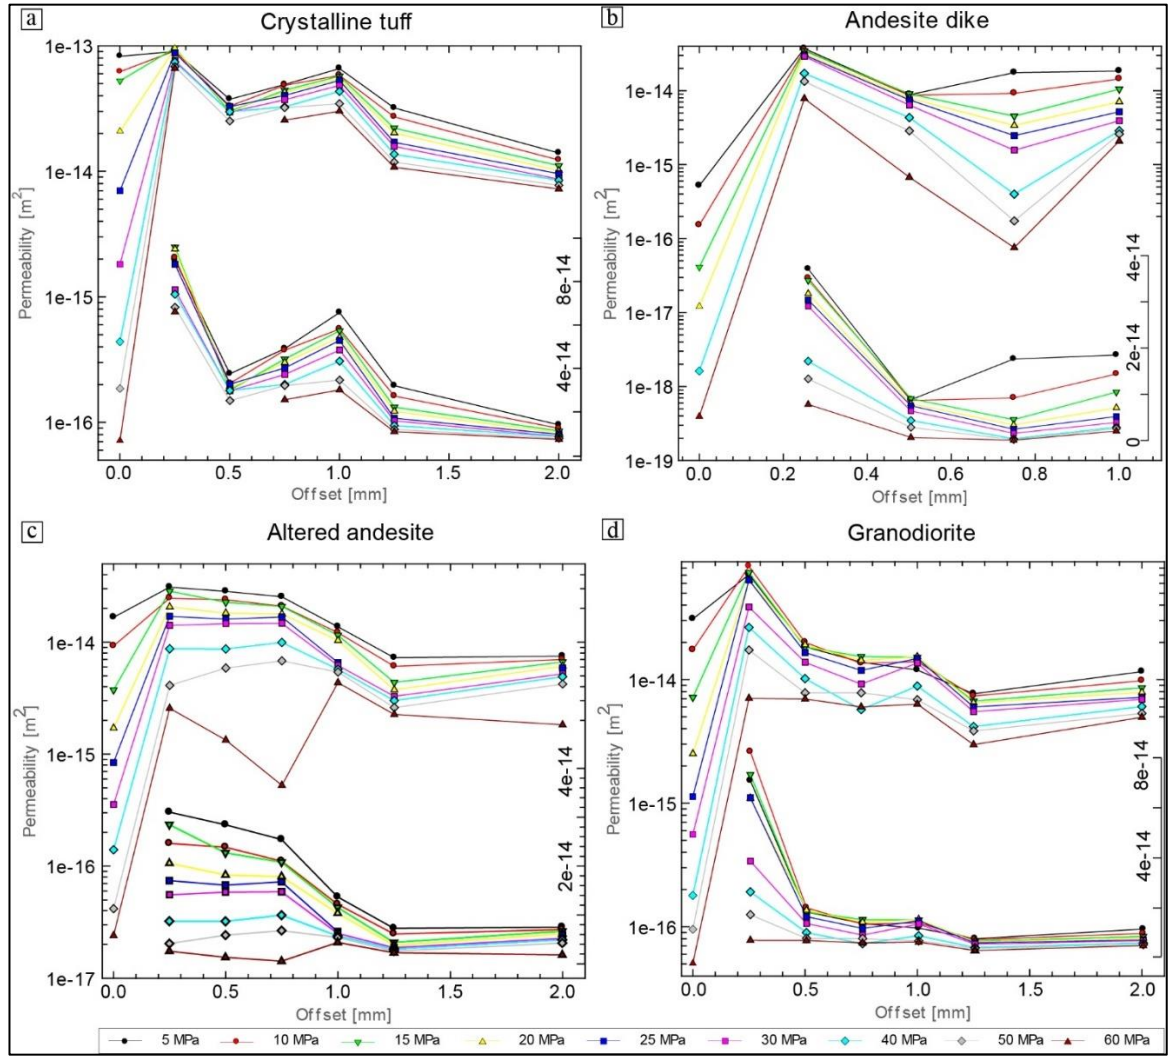 a Crystalline tuff
1e-13
1e-14
1e-15
1e-16
Permeability [m²]
8e-14
4e-14
0.0 0.5 1.0 1.5 2.0
Offset [mm]
b Andesite dike
1e-14
1e-15
1e-16
1e-17
1e-18
1e-19
Permeability [m²]
4e-14
2e-14
0
0.0 0.2 0.4 0.6 0.8 1.0
Offset [mm]
c Altered andesite
1e-14
1e-15
1e-16
1e-17
Permeability [m²]
4e-14
2e-14
0.0 0.5 1.0 1.5 2.0
Offset [mm]
d Granodiorite
1e-14
1e-15
1e-16
Permeability [m²]
8e-14
4e-14
0.0 0.5 1.0 1.5 2.0
Offset [mm]
5 MPa 10 MPa 15 MPa 20 MPa 25 MPa 30 MPa 40 MPa 50 MPa 60 MPa